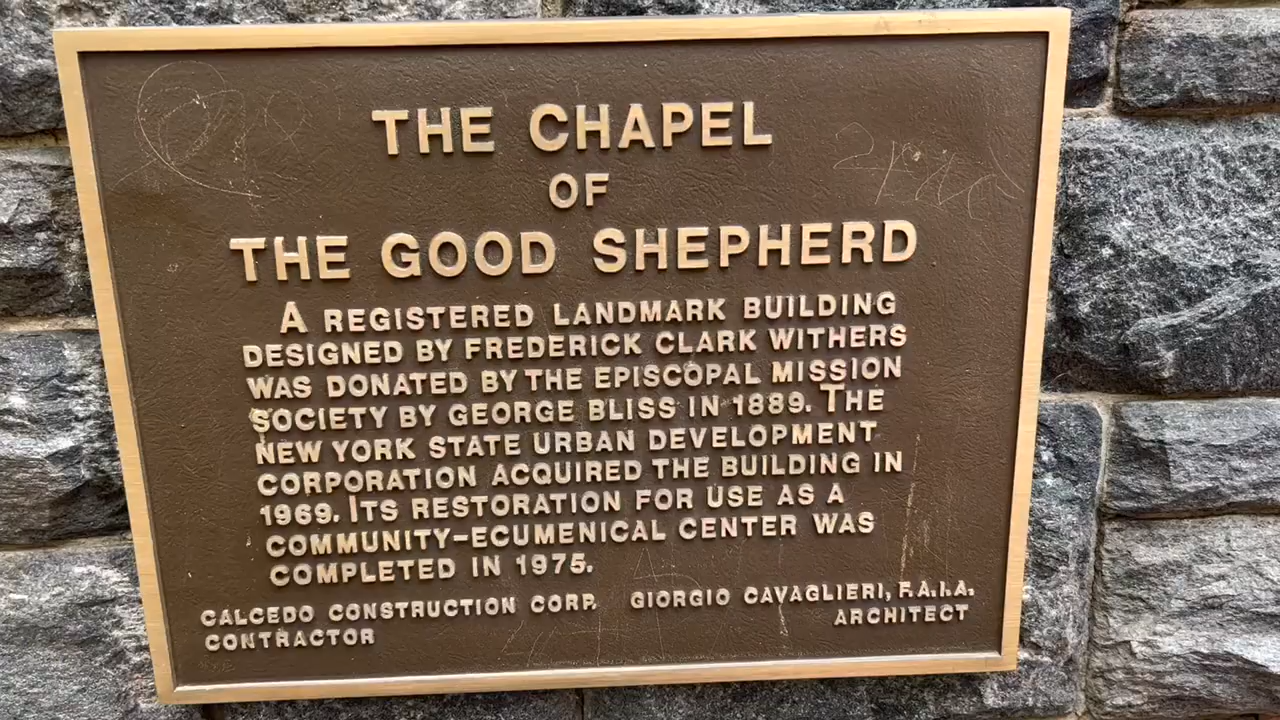 THE CHAPEL
OF
THE GOOD SHEPHERD
A REGISTERED LANDMARK BUILDING
DESIGNED BY FREDERICK CLARK WITHERS
WAS DONATED BY THE EPISCOPAL MISSION
SOCIETY BY GEORGE BLISS IN 1889. THE
NEW YORK STATE URBAN DEVELOPMENT
CORPORATION ACQUIRED THE BUILDING IN
1969. ITS RESTORATION FOR USE AS A
COMMUNITY-ECUMENICAL CENTER WAS
COMPLETED IN 1975.
CALCEDO CONSTRUCTION CORP.
CONTRACTOR
GIORGIO CAVAGLIERI, F.A.I.A.
ARCHITECT